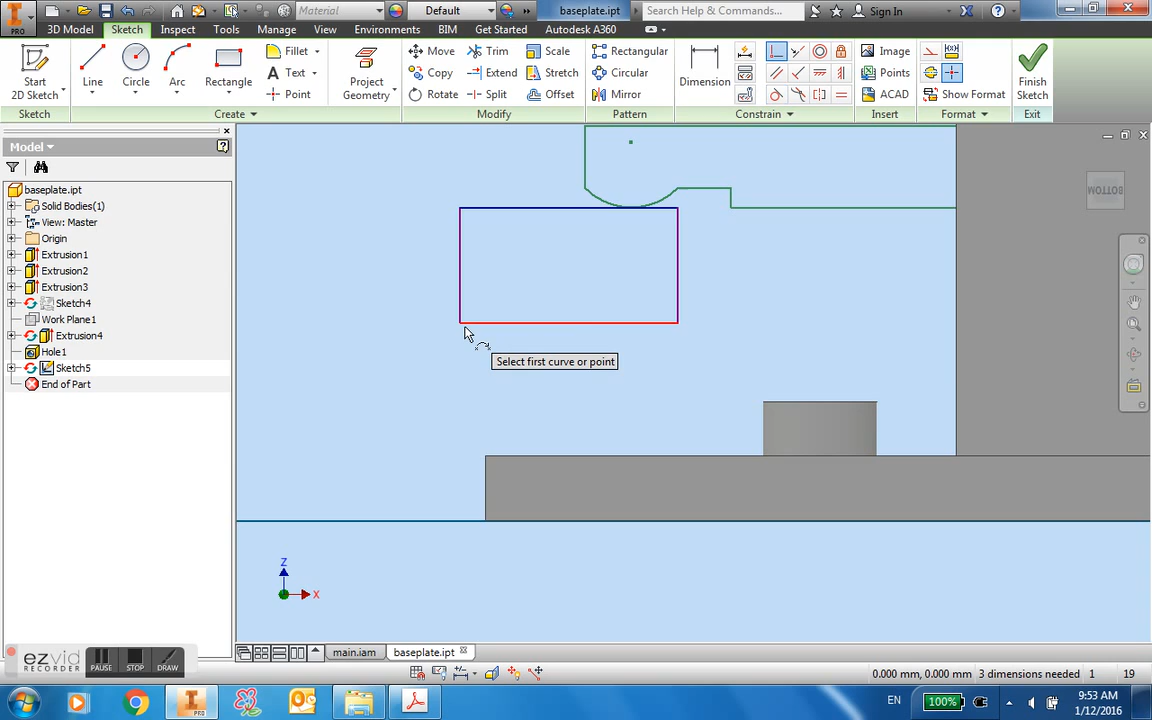 PRO
Material
Default
baseplate.ipt
Search Help & Commands...
Sign In
3D Model
Sketch
Inspect
Tools
Manage
View
Environments
BIM
Get Started
Autodesk A360
Start
2D Sketch
Line
Circle
Arc
Rectangle
Fillet
Text
Point
Project
Geometry
Move
Copy
Rotate
Trim
Extend
Split
Scale
Stretch
Offset
Rectangular
Circular
Mirror
Dimension
Image
Points
ACAD
Show Format
Finish
Sketch
Sketch
Create
Modify
Pattern
Constrain
Insert
Format
Exit
Model
baseplate.ipt
Solid Bodies(1)
View: Master
Origin
Extrusion1
Extrusion2
Extrusion3
Sketch4
Work Plane1
Extrusion4
Hole1
Sketch5
End of Part
BOTTOM
Select first curve or point
Z
X
main.iam
baseplate.ipt
ezvid
RECORDER
PAUSE
STOP
DRAW
0.000 mm, 0.000 mm
3 dimensions needed
1
19
PRO
EN
100%
9:53 AM
1/12/2016